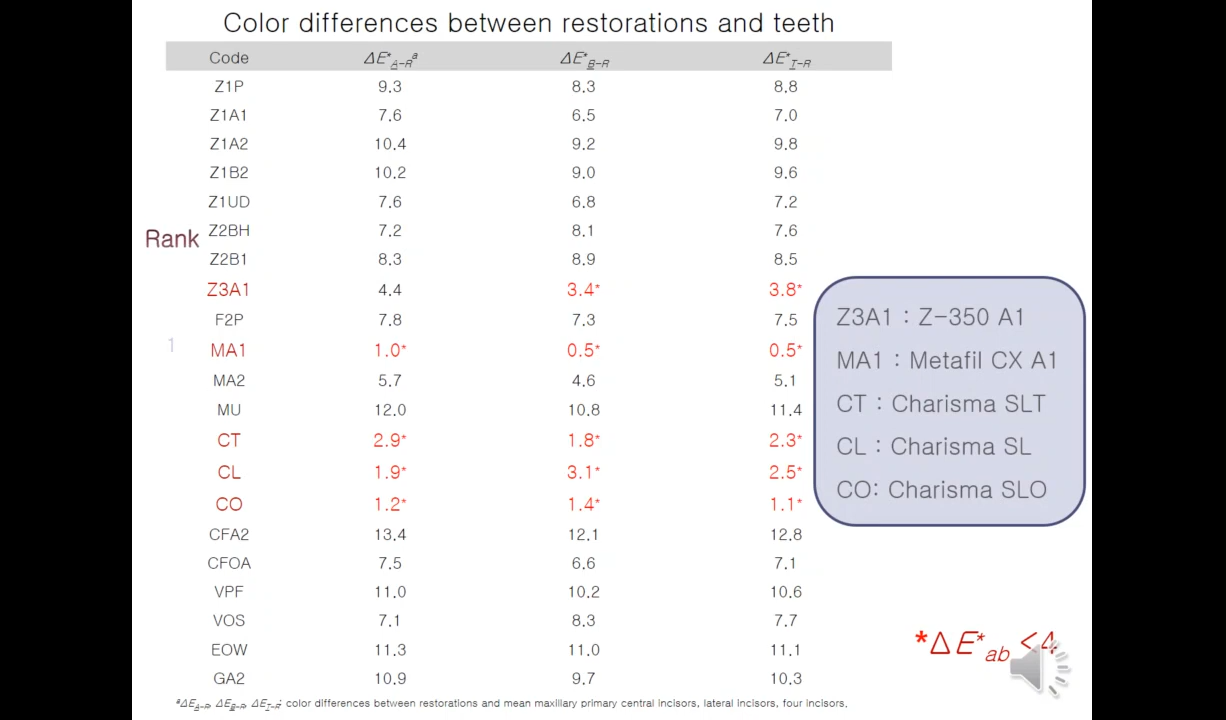 Color differences between restorations and teeth
Code ΔE*A-Rª ΔE*B-R ΔE*T-R
Z1P 9.3 8.3 8.8
Z1A1 7.6 6.5 7.0
Z1A2 10.4 9.2 9.8
Z1B2 10.2 9.0 9.6
Z1UD 7.6 6.8 7.2
Rank
Z2BH 7.2 8.1 7.6
Z2B1 8.3 8.9 8.5
Z3A1 4.4 3.4* 3.8*
F2P 7.8 7.3 7.5
1
MA1 1.0* 0.5* 0.5*
MA2 5.7 4.6 5.1
MU 12.0 10.8 11.4
CT 2.9* 1.8* 2.3*
CL 1.9* 3.1* 2.5*
CO 1.2* 1.4* 1.1*
CFA2 13.4 12.1 12.8
CFOA 7.5 6.6 7.1
VPF 11.0 10.2 10.6
VOS 7.1 8.3 7.7
EOW 11.3 11.0 11.1
GA2 10.9 9.7 10.3
Z3A1 : Z-350 A1
MA1 : Metafil CX A1
CT : Charisma SLT
CL : Charisma SL
CO: Charisma SLO
*ΔE*ab <4
ªΔEA-R, ΔEB-R, ΔET-R: color differences between restorations and mean maxillary primary central incisors, lateral incisors, four incisors.